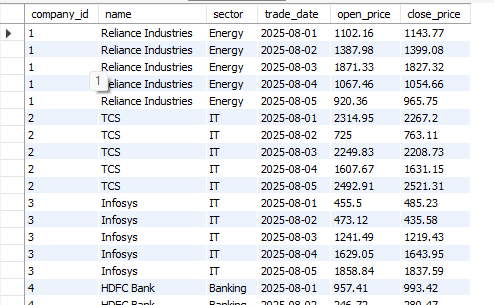 company_id name sector trade_date open_price close_price
1 Reliance Industries Energy 2025-08-01 1102.16 1143.77
1 Reliance Industries Energy 2025-08-02 1387.98 1399.08
1 Reliance Industries Energy 2025-08-03 1871.33 1827.32
1 Reliance Industries Energy 2025-08-04 1067.46 1054.66
1
1 Reliance Industries Energy 2025-08-05 920.36 965.75
2 TCS IT 2025-08-01 2314.95 2267.2
2 TCS IT 2025-08-02 725 763.11
2 TCS IT 2025-08-03 2249.83 2208.73
2 TCS IT 2025-08-04 1607.67 1631.15
2 TCS IT 2025-08-05 2492.91 2521.31
3 Infosys IT 2025-08-01 455.5 485.23
3 Infosys IT 2025-08-02 473.12 435.58
3 Infosys IT 2025-08-03 1241.49 1219.43
3 Infosys IT 2025-08-04 1629.05 1643.95
3 Infosys IT 2025-08-05 1858.84 1837.59
4 HDFC Bank Banking 2025-08-01 957.41 993.42
4 HDFC Bank Banking 2025-08-02 246.72 280.47